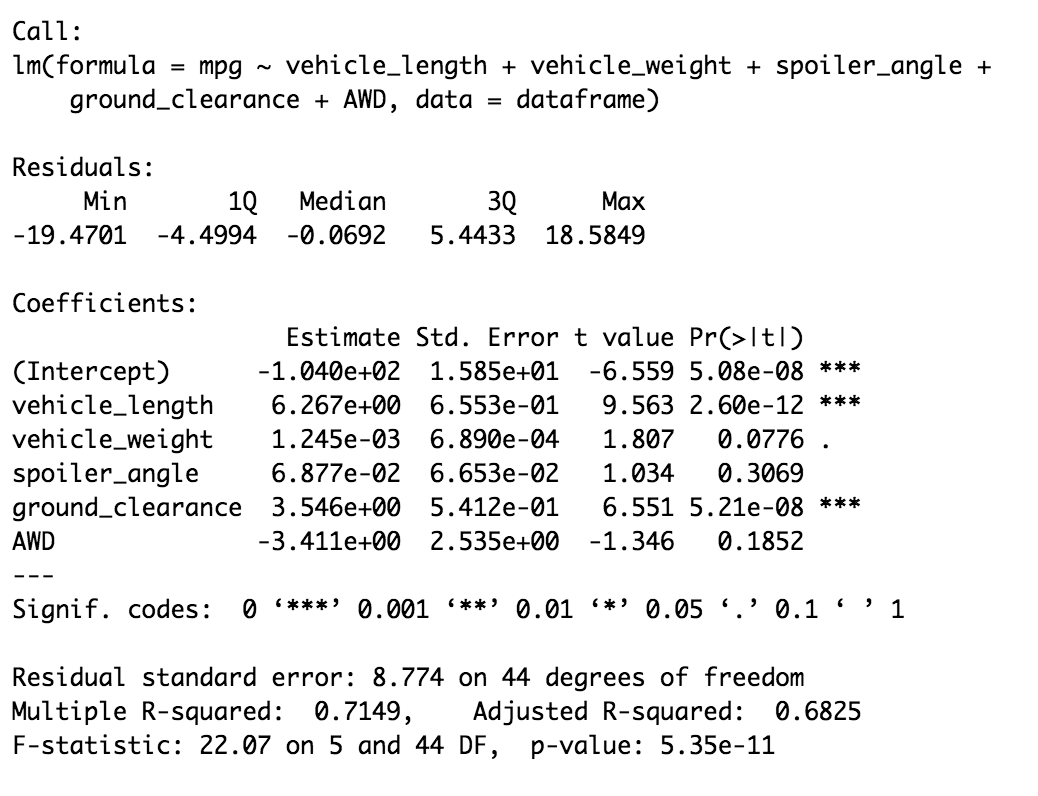 Call:
lm(formula = mpg ~ vehicle_length + vehicle_weight + spoiler_angle +
    ground_clearance + AWD, data = dataframe)

Residuals:
     Min       1Q   Median       3Q      Max
-19.4701  -4.4994  -0.0692   5.4433  18.5849

Coefficients:
                   Estimate Std. Error t value Pr(>|t|)
(Intercept)      -1.040e+02  1.585e+01  -6.559 5.08e-08 ***
vehicle_length    6.267e+00  6.553e-01   9.563 2.60e-12 ***
vehicle_weight    1.245e-03  6.890e-04   1.807   0.0776 .
spoiler_angle     6.877e-02  6.653e-02   1.034   0.3069
ground_clearance  3.546e+00  5.412e-01   6.551 5.21e-08 ***
AWD              -3.411e+00  2.535e+00  -1.346   0.1852
---
Signif. codes:  0 ‘***’ 0.001 ‘**’ 0.01 ‘*’ 0.05 ‘.’ 0.1 ‘ ’ 1

Residual standard error: 8.774 on 44 degrees of freedom
Multiple R-squared:  0.7149,    Adjusted R-squared:  0.6825
F-statistic: 22.07 on 5 and 44 DF,  p-value: 5.35e-11